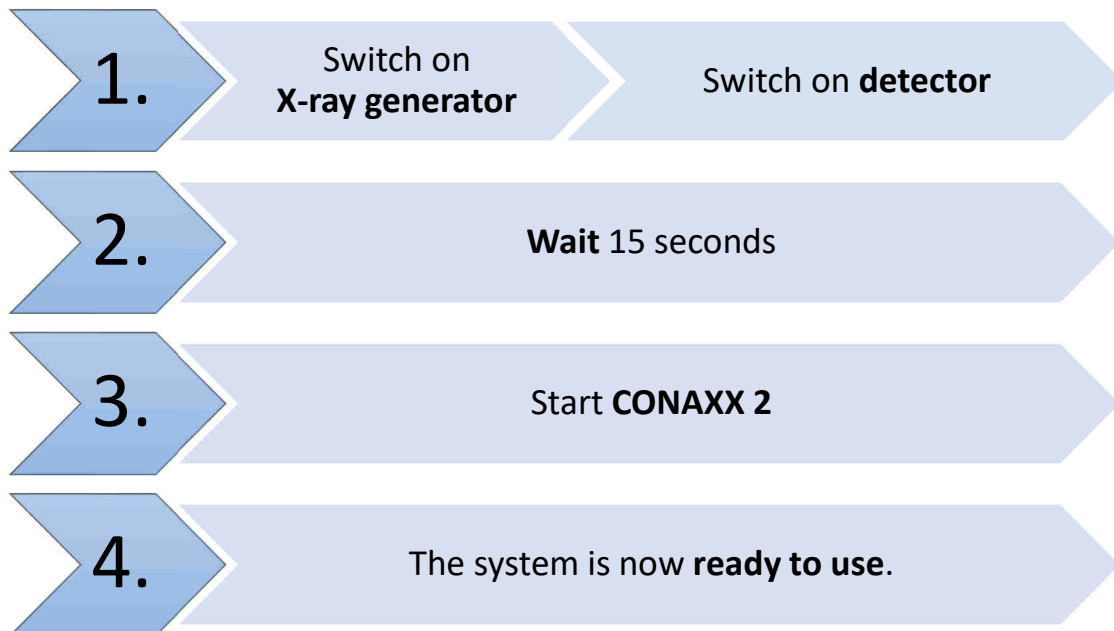 1.
Switch on
X-ray generator
Switch on detector
2.
Wait 15 seconds
3.
Start CONAXX 2
4.
The system is now ready to use.